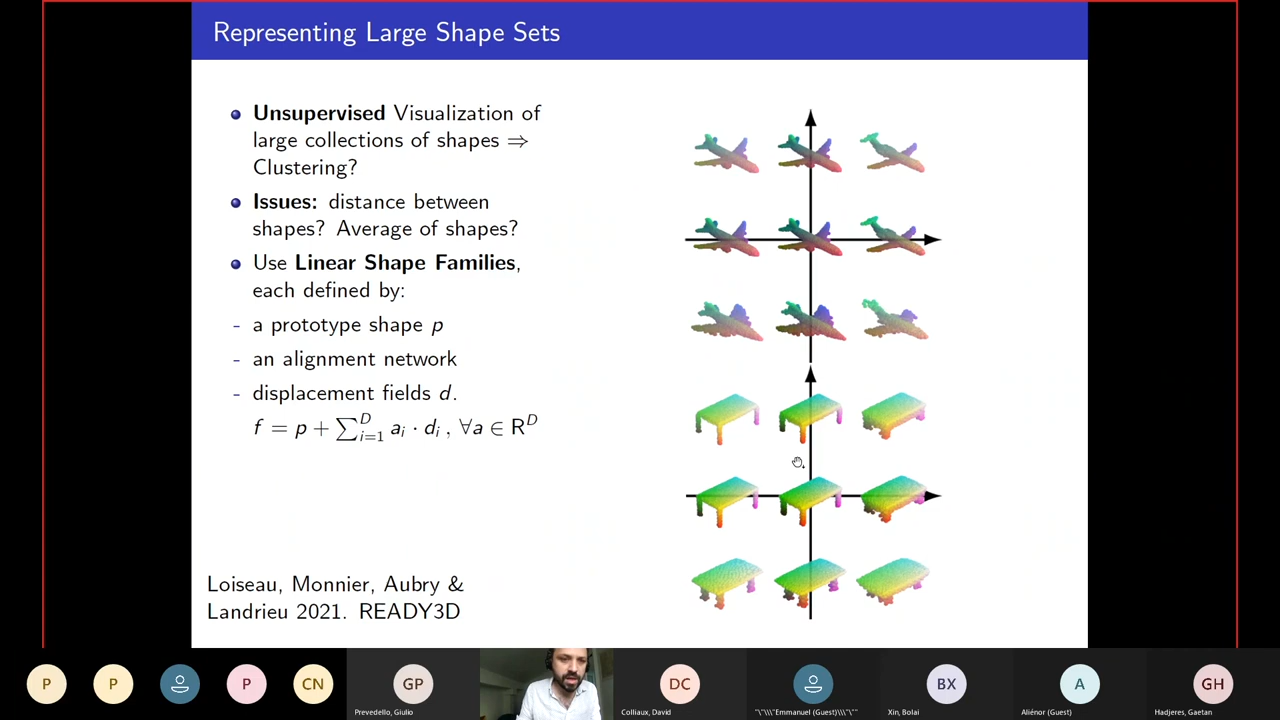 Representing Large Shape Sets
Unsupervised Visualization of
large collections of shapes ⇒
Clustering?
Issues: distance between
shapes? Average of shapes?
Use Linear Shape Families,
each defined by:
- a prototype shape p
- an alignment network
- displacement fields d.
f = p + ∑_{i=1}^{D} a_i · d_i , ∀a ∈ R^D
Loiseau, Monnier, Aubry &
Landrieu 2021. READY3D
P
P
P
CN
GP
DC
BX
A
GH
Prevedello, Giulio
Colliaux, David
"\"\\\"Emmanuel (Guest)\\\"\""
Xin, Bolai
Aliénor (Guest)
Hadjeres, Gaetan